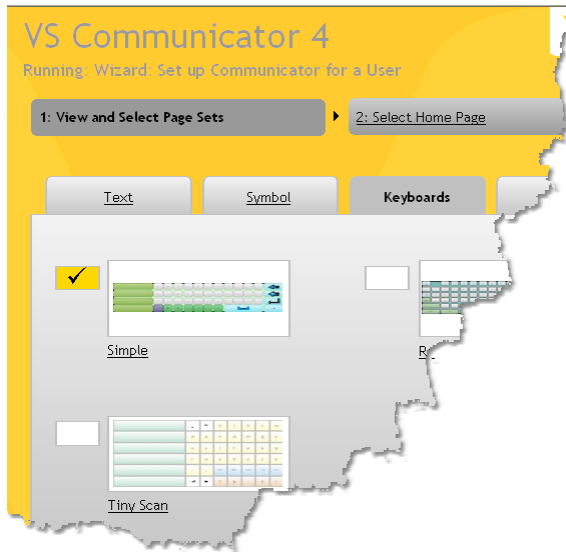 VS Communicator 4
Running: Wizard: Set up Communicator for a User
1: View and Select Page Sets
2: Select Home Page
Text
Symbol
Keyboards
Simple
Tiny Scan